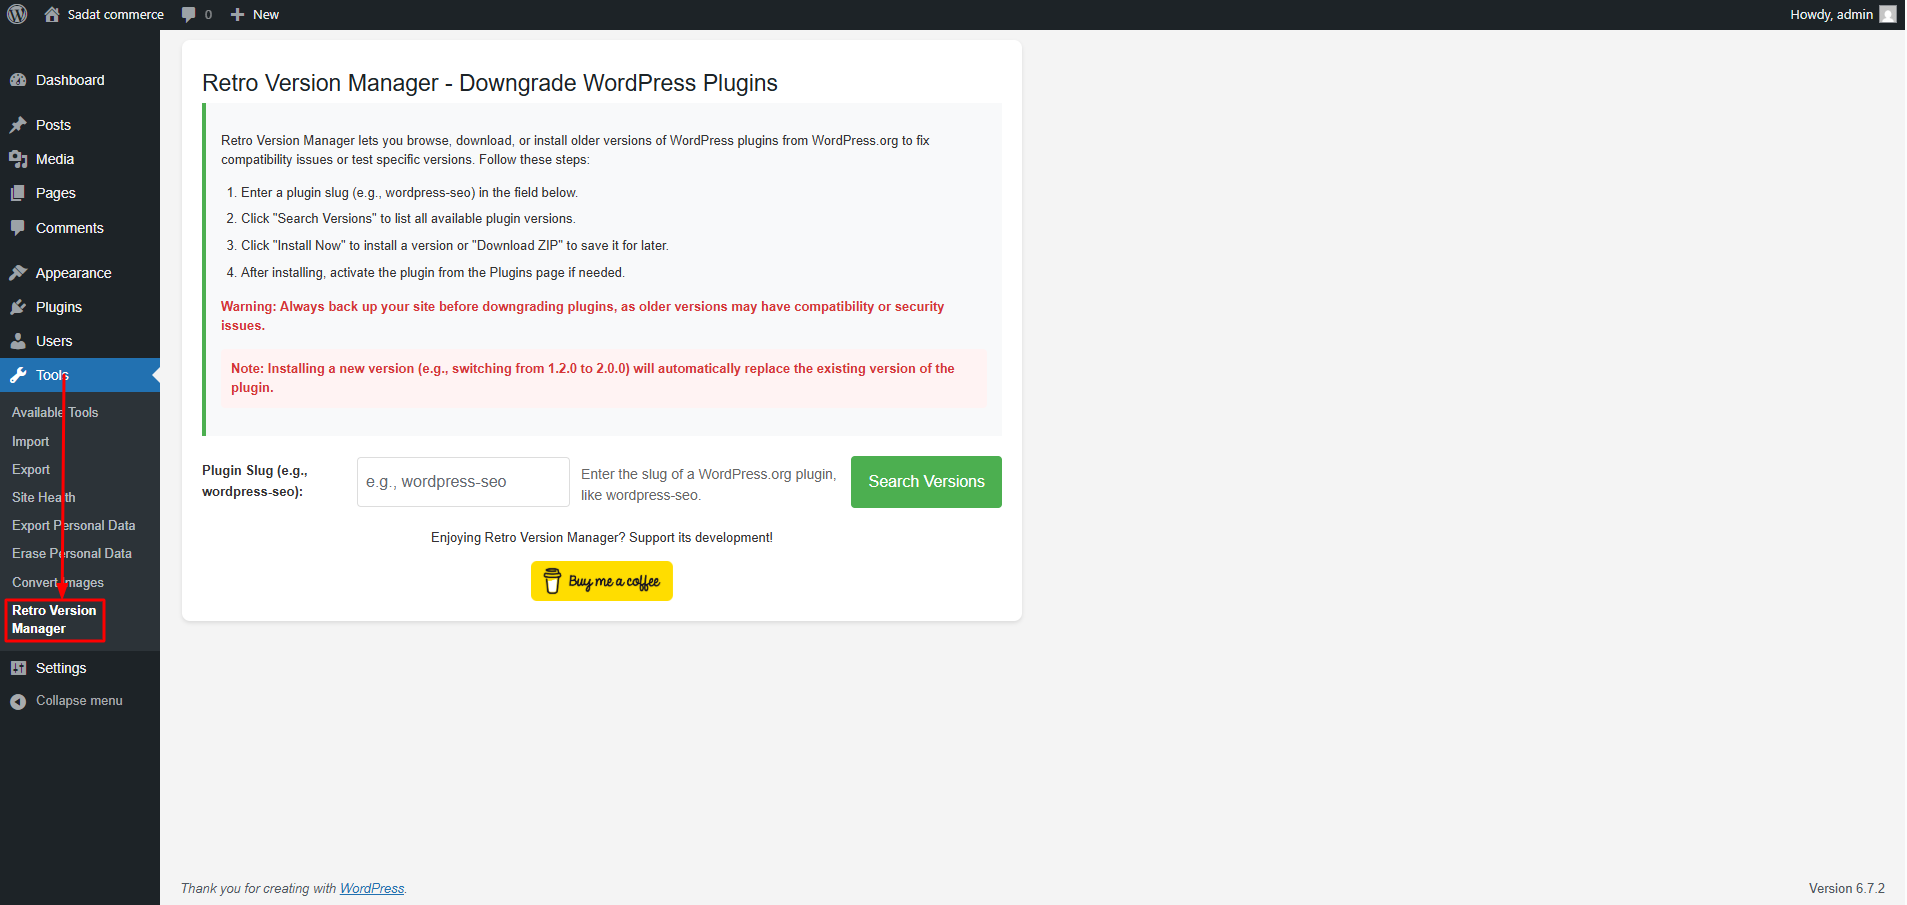 Sadat commerce
0
New
Howdy, admin
Dashboard
Posts
Media
Pages
Comments
Appearance
Plugins
Users
Tools
Available Tools
Import
Export
Site Health
Export Personal Data
Erase Personal Data
Convert Images
Retro Version
Manager
Settings
Collapse menu
Retro Version Manager - Downgrade WordPress Plugins
Retro Version Manager lets you browse, download, or install older versions of WordPress plugins from WordPress.org to fix
compatibility issues or test specific versions. Follow these steps:
1. Enter a plugin slug (e.g., wordpress-seo) in the field below.
2. Click "Search Versions" to list all available plugin versions.
3. Click "Install Now" to install a version or "Download ZIP" to save it for later.
4. After installing, activate the plugin from the Plugins page if needed.
Warning: Always back up your site before downgrading plugins, as older versions may have compatibility or security
issues.
Note: Installing a new version (e.g., switching from 1.2.0 to 2.0.0) will automatically replace the existing version of the
plugin.
Plugin Slug (e.g.,
wordpress-seo):
e.g., wordpress-seo
Enter the slug of a WordPress.org plugin,
like wordpress-seo.
Search Versions
Enjoying Retro Version Manager? Support its development!
Buy me a coffee
Thank you for creating with WordPress.
Version 6.7.2